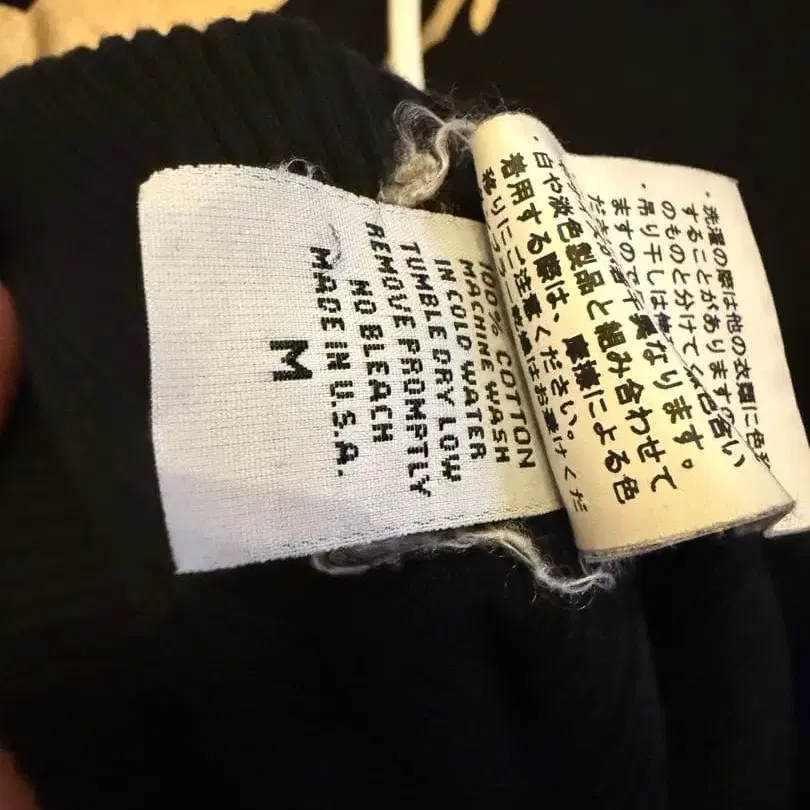 100% COTTON
MACHINE WASH
IN COLD WATER
TUMBLE DRY LOW
REMOVE PROMPTLY
NO BLEACH
MADE IN U.S.A.
M
・白や淡色製品と組み合わせて
着用する際は、摩擦による色
移りにご注意ください。
・洗濯の際は他の衣類に色
することがあります
のものと分けて
・吊り干しは
ますので
異なります。
色合い